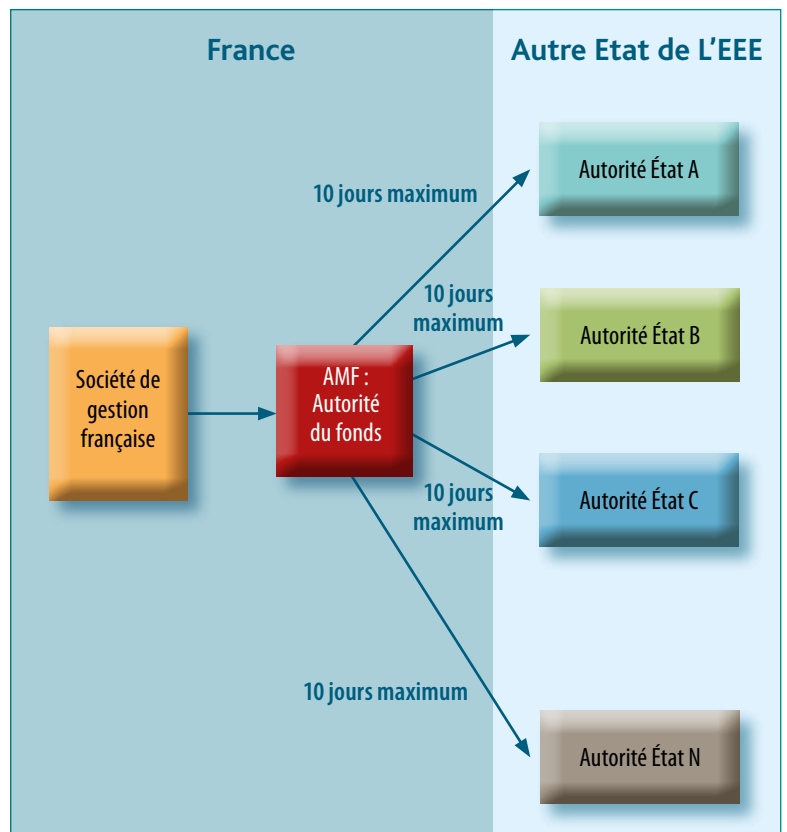 France
Autre Etat de L'EEE
Autorité État A
10 jours maximum
10 jours
maximum
Autorité État B
Société de
gestion
française
AMF :
Autorité
du fonds
10 jours
maximum
Autorité État C
10 jours maximum
Autorité État N